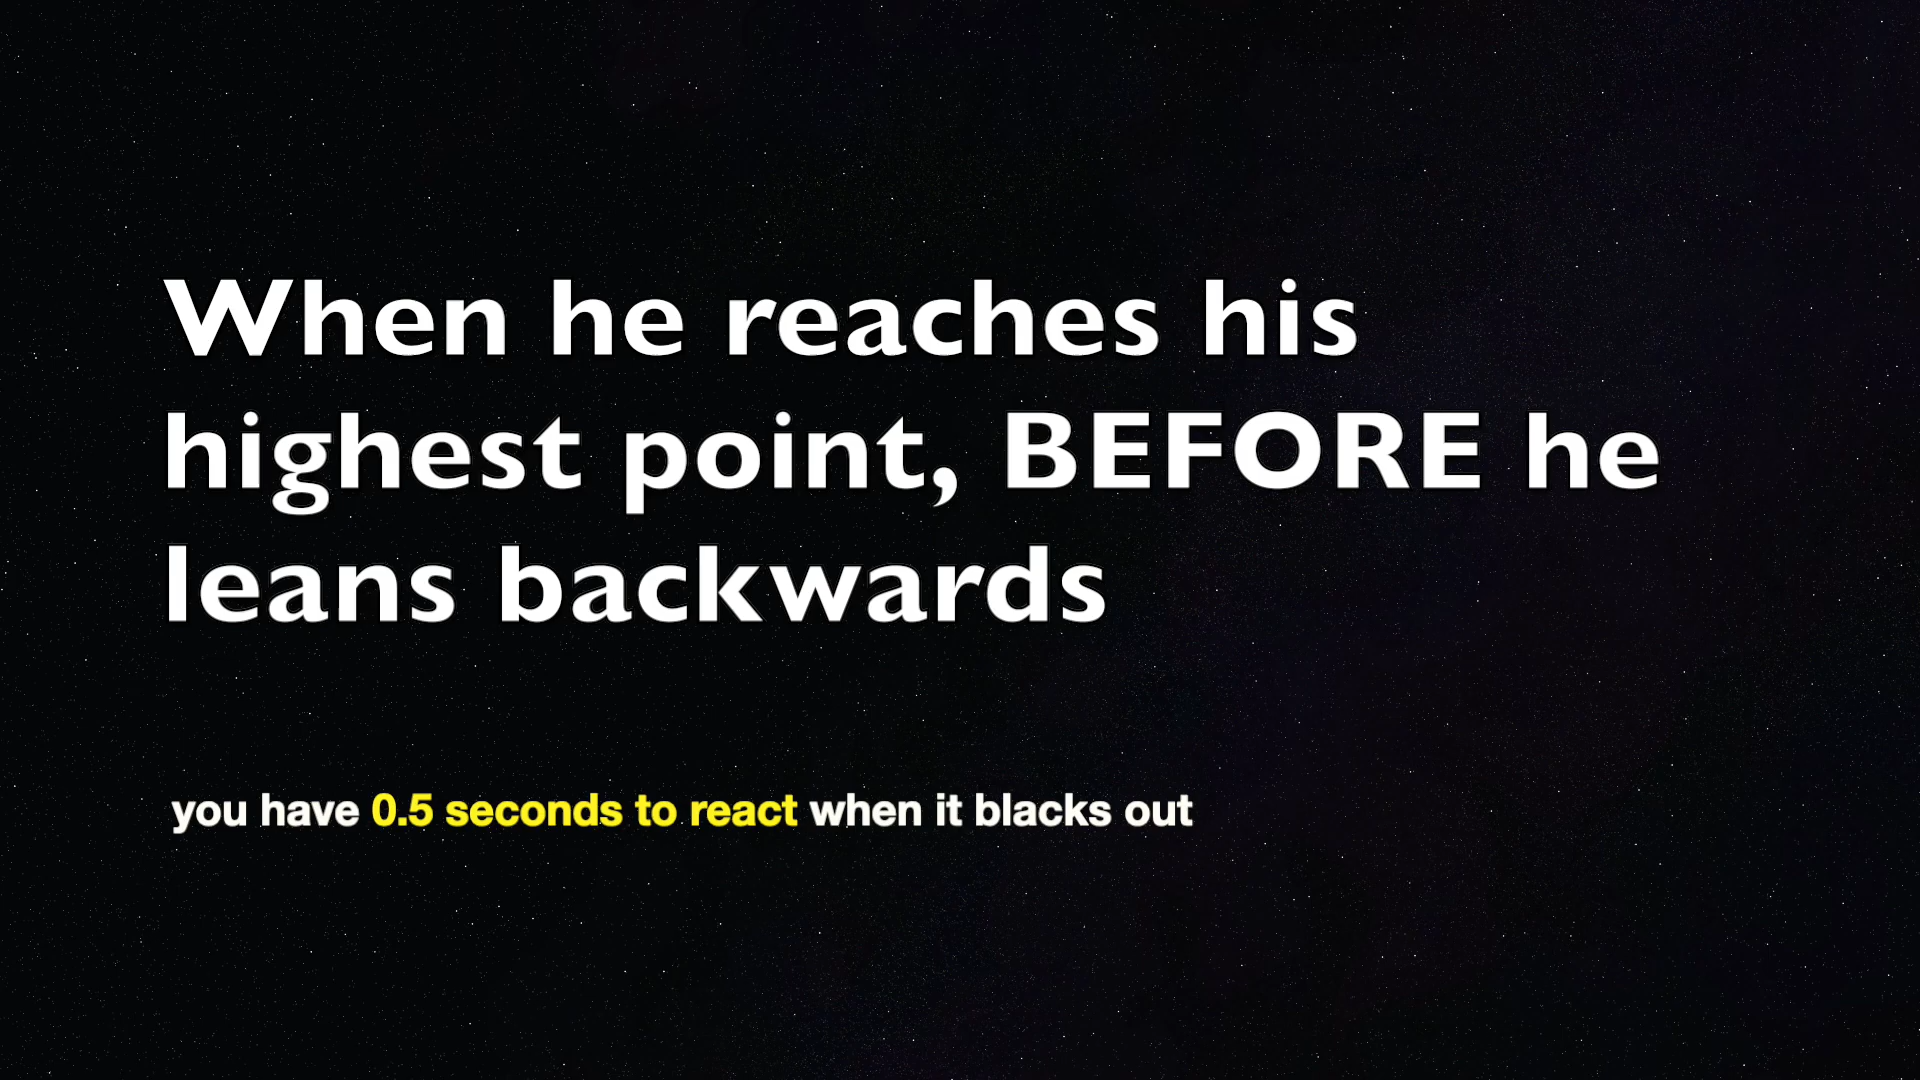 When he reaches his
highest point, BEFORE he
leans backwards
you have 0.5 seconds to react when it blacks out